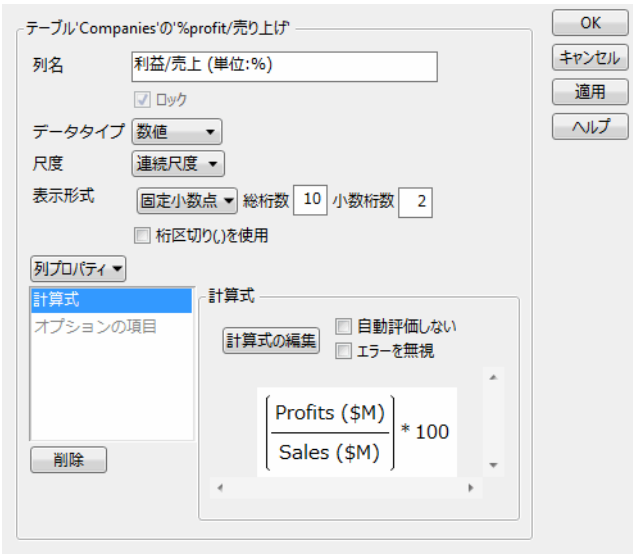 テーブル'Companies'の'%profit/売り上げ'
列名 利益/売上 (単位:%)
ロック
データタイプ 数値
尺度 連続尺度
表示形式 固定小数点 総桁数 10 小数桁数 2
桁区切り(,)を使用
列プロパティ
計算式
オプションの項目
削除
計算式
計算式の編集
自動評価しない
エラーを無視
Profits ($M)
Sales ($M)
* 100
OK
キャンセル
適用
ヘルプ